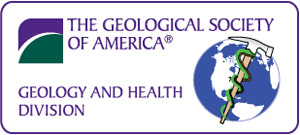 THE GEOLOGICAL SOCIETY
OF AMERICA®
GEOLOGY AND HEALTH
DIVISION